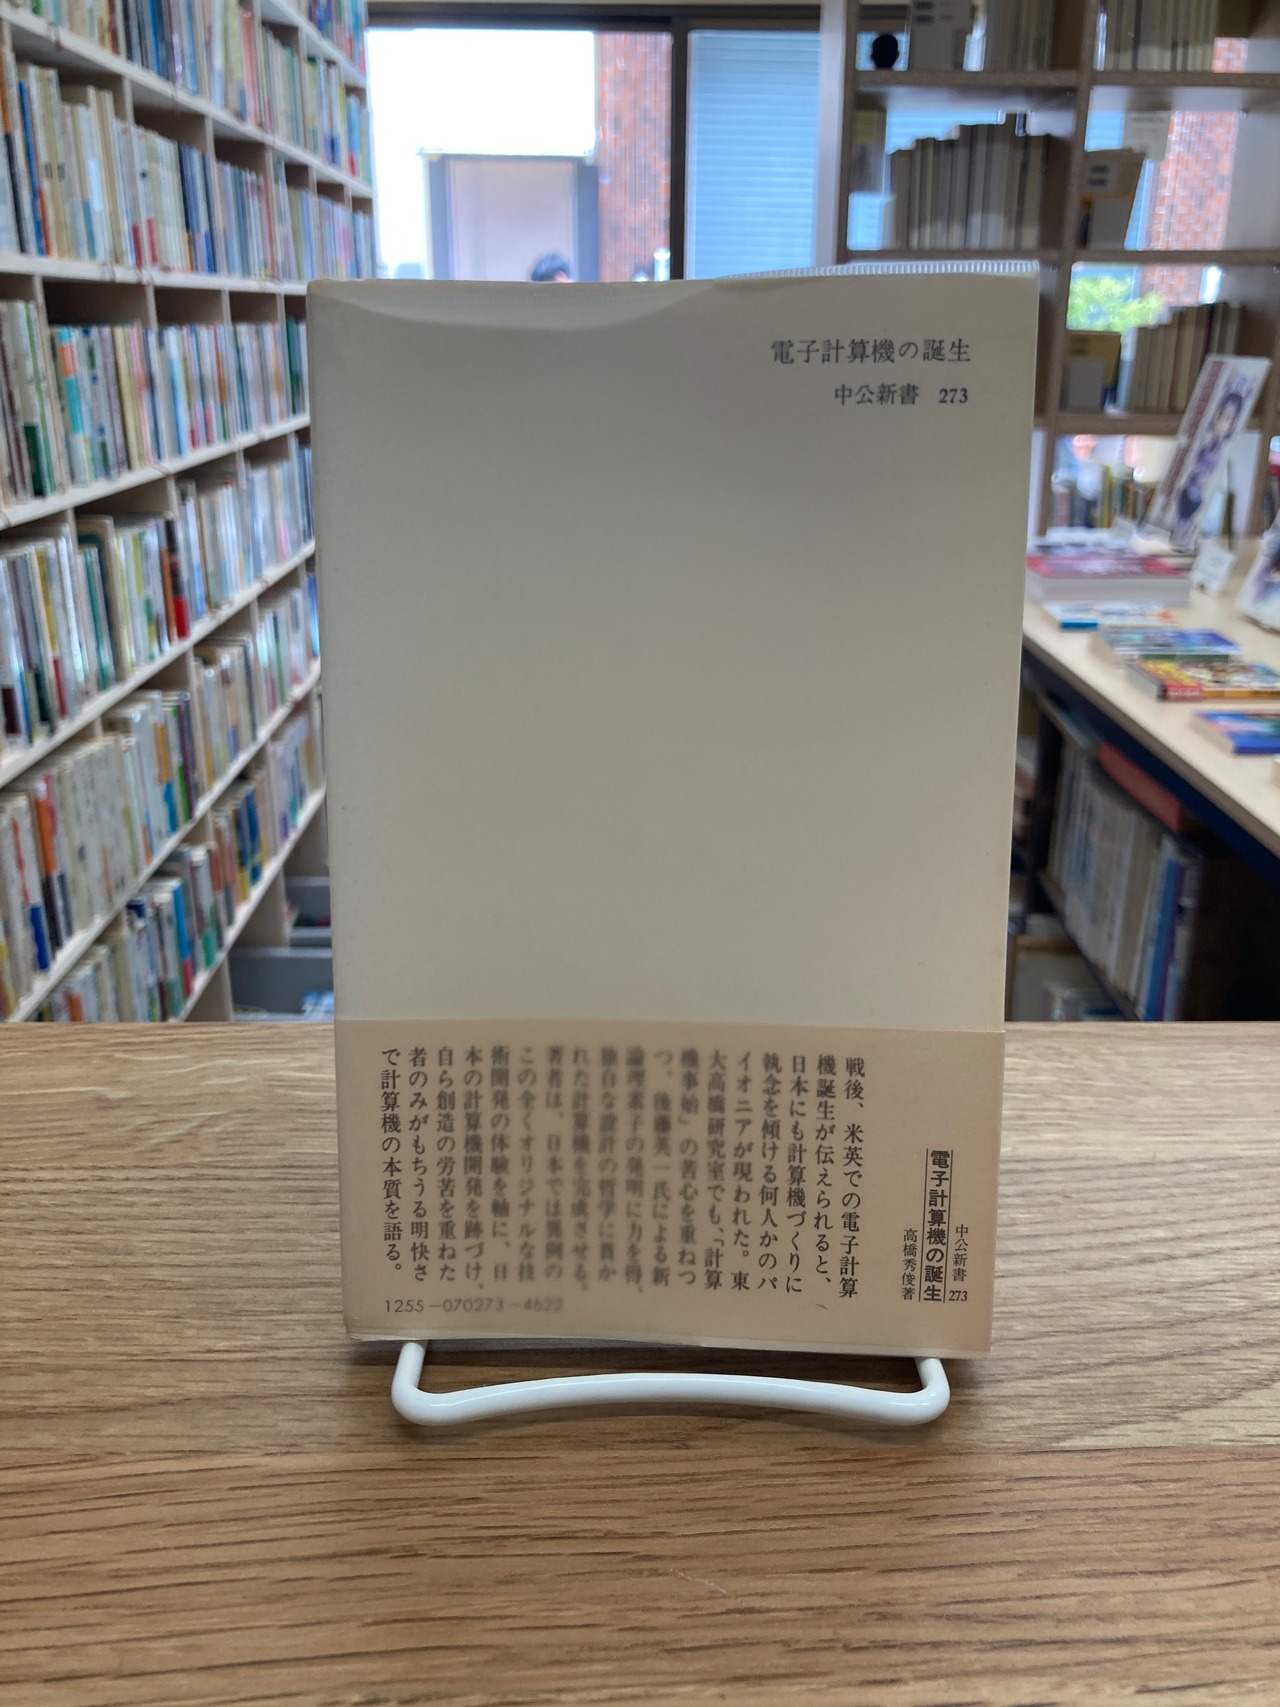 電子計算機の誕生
中公新書 273
中公新書 273
電子計算機の誕生
高橋秀俊著
戦後、米英での電子計算
機誕生が伝えられると、
日本にも計算機づくりに
執念を傾ける何人かのパ
イオニアが現われた。東
大高橋研究室でも、「計算
機事始」の苦心を重ねつ
つ、後藤英一氏による新
論理素子の発明に力を得、
独自な設計の哲学に貫か
れた計算機を完成させる。
著者は、日本では異例の
この全くオリジナルな技
術開発の体験を軸に、日
本の計算機開発を跡づけ、
自ら創造の労苦を重ねた
者のみがもちうる明快さ
で計算機の本質を語る。
1255-070273-4622